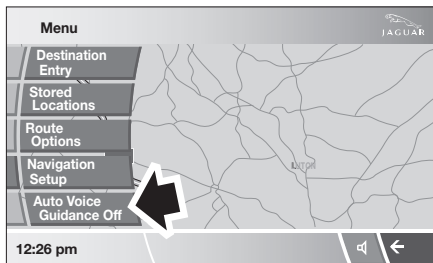 Menu
JAGUAR
Destination
Entry
Stored
Locations
Route
Options
Navigation
Setup
Auto Voice
Guidance Off
LUTON
12:26 pm